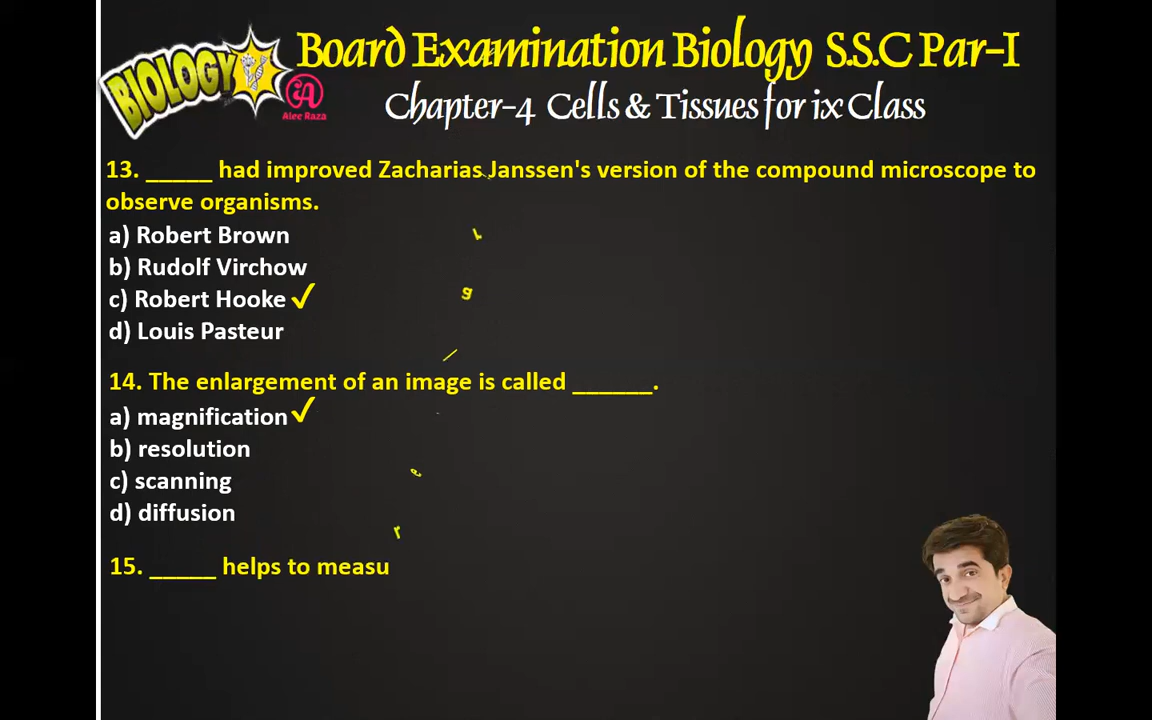 BIOLOGY
Board Examination Biology S.S.C Par-I
Alee Raza
Chapter-4 Cells & Tissues for ix Class
13. _____ had improved Zacharias Janssen's version of the compound microscope to
observe organisms.
a) Robert Brown
b) Rudolf Virchow
c) Robert Hooke ✓
d) Louis Pasteur
14. The enlargement of an image is called ______.
a) magnification ✓
b) resolution
c) scanning
d) diffusion
15. _____ helps to measu